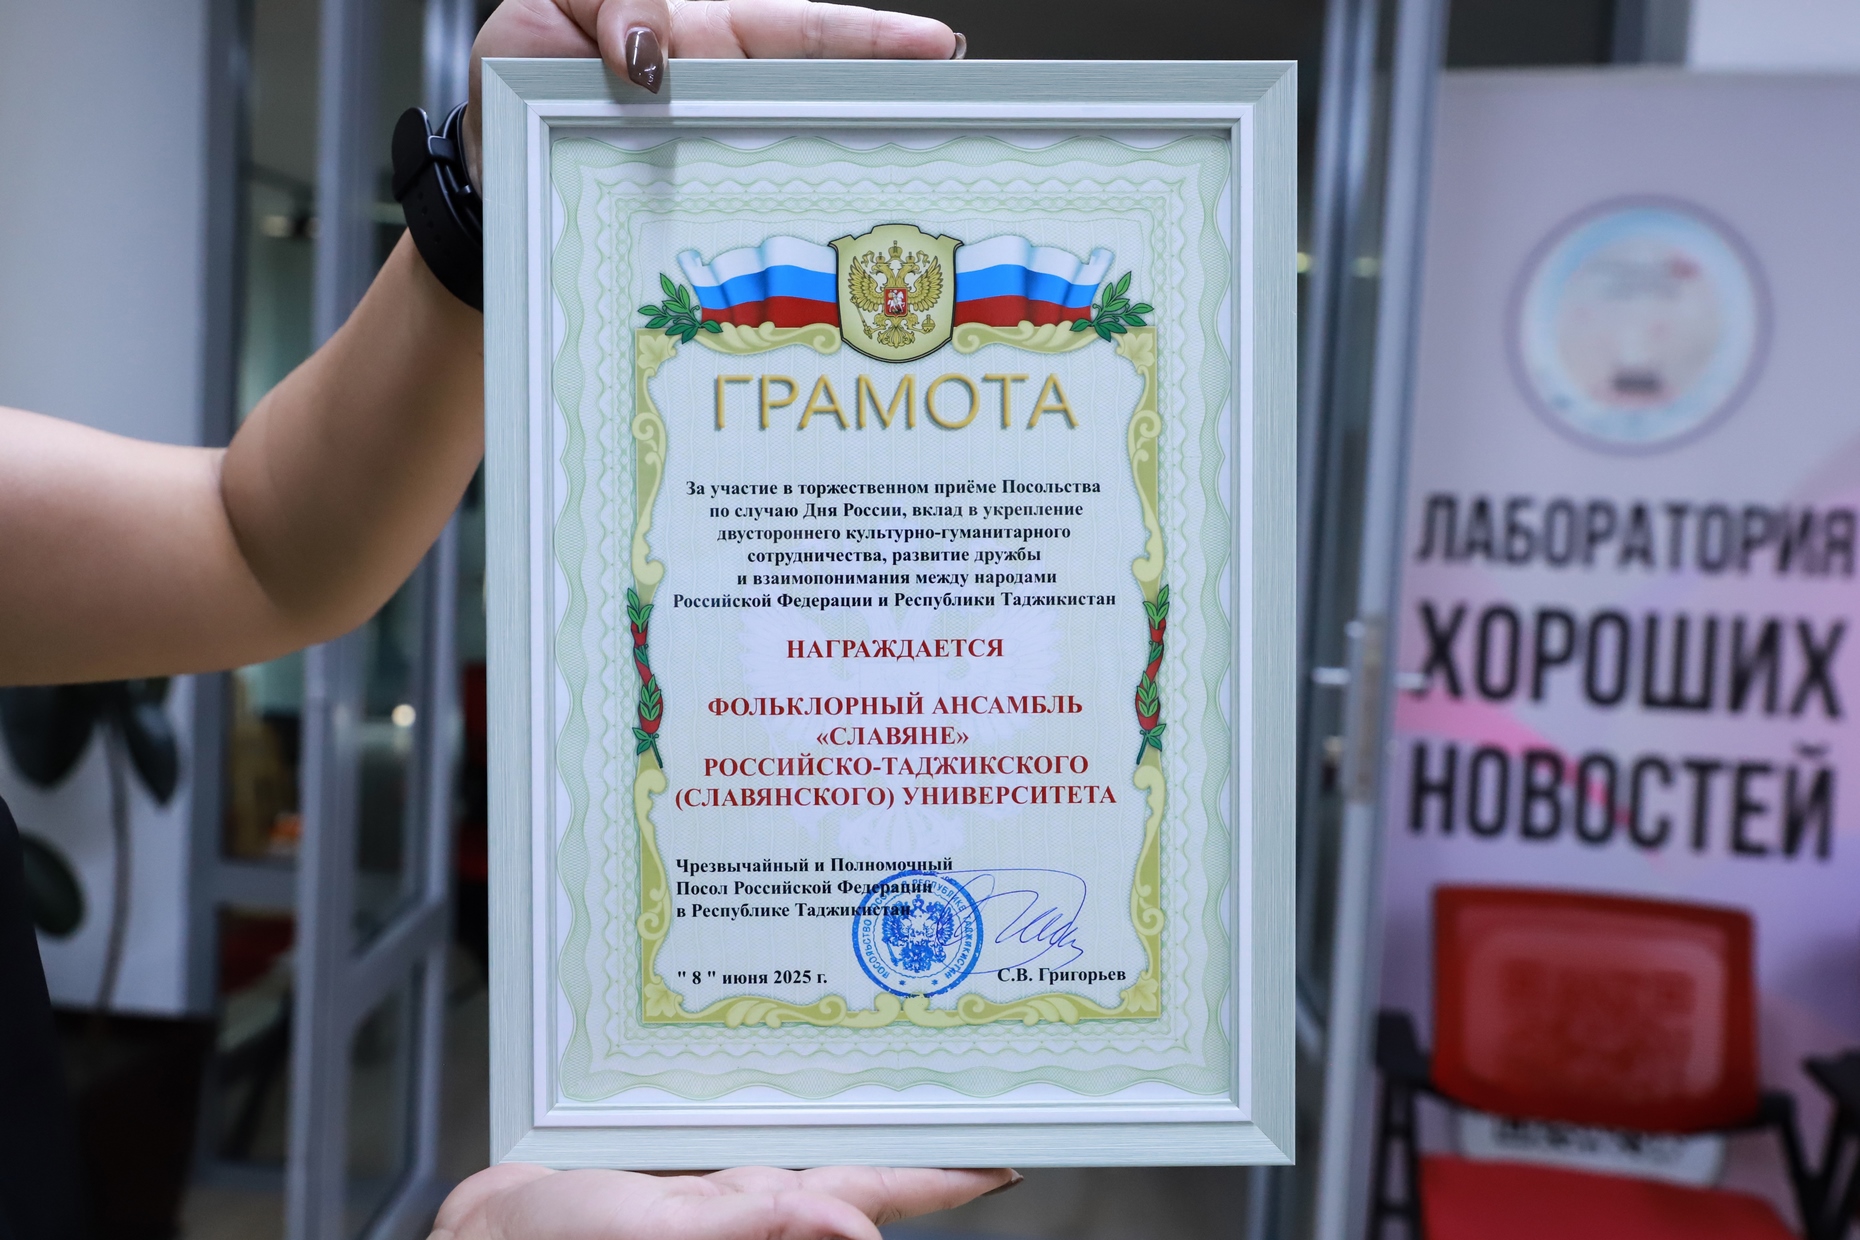 ГРАМОТА
За участие в торжественном приёме Посольства
по случаю Дня России, вклад в укрепление
двустороннего культурно-гуманитарного
сотрудничества, развитие дружбы
и взаимопонимания между народами
Российской Федерации и Республики Таджикистан
НАГРАЖДАЕТСЯ
ФОЛЬКЛОРНЫЙ АНСАМБЛЬ
«СЛАВЯНЕ»
РОССИЙСКО-ТАДЖИКСКОГО
(СЛАВЯНСКОГО) УНИВЕРСИТЕТА
Чрезвычайный и Полномочный
Посол Российской Федерации
в Республике Таджикистан
" 8 " июня 2025 г.
С.В. Григорьев
ЛАБОРАТОРИЯ
ХОРОШИХ
НОВОСТЕЙ